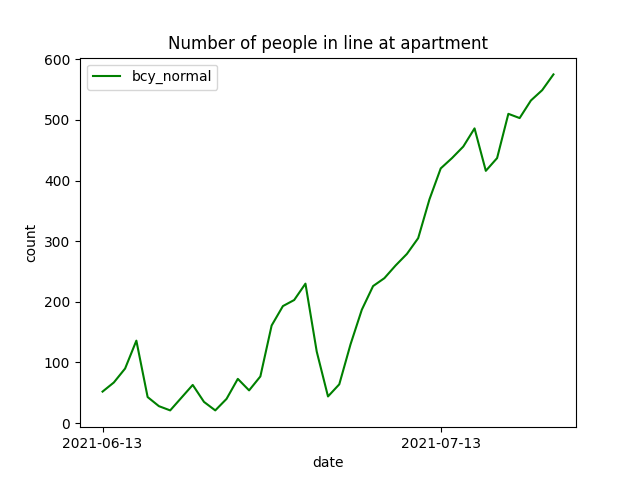 Number of people in line at apartment
bcy_normal
600
500
400
300
200
100
0
count
2021-06-13
2021-07-13
date